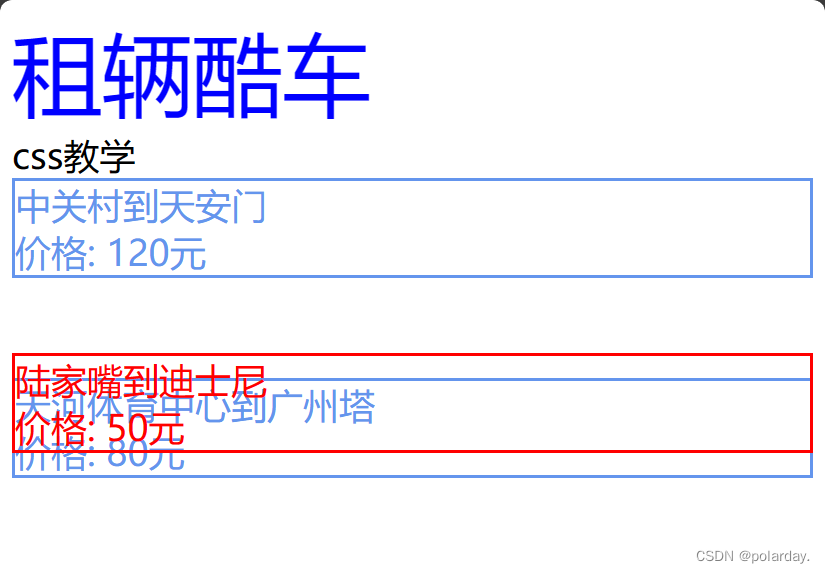 租辆酷车
css教学
中关村到天安门
价格: 120元
陆家嘴到迪士尼
天河体育中心到广州塔
价格: 50元
价格: 80元
CSDN @polarday.